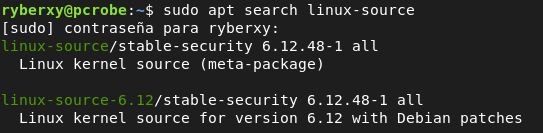 ryberxy@pcrobe:~$ sudo apt search linux-source
[sudo] contraseña para ryberxy:
linux-source/stable-security 6.12.48-1 all
  Linux kernel source (meta-package)

linux-source-6.12/stable-security 6.12.48-1 all
  Linux kernel source for version 6.12 with Debian patches